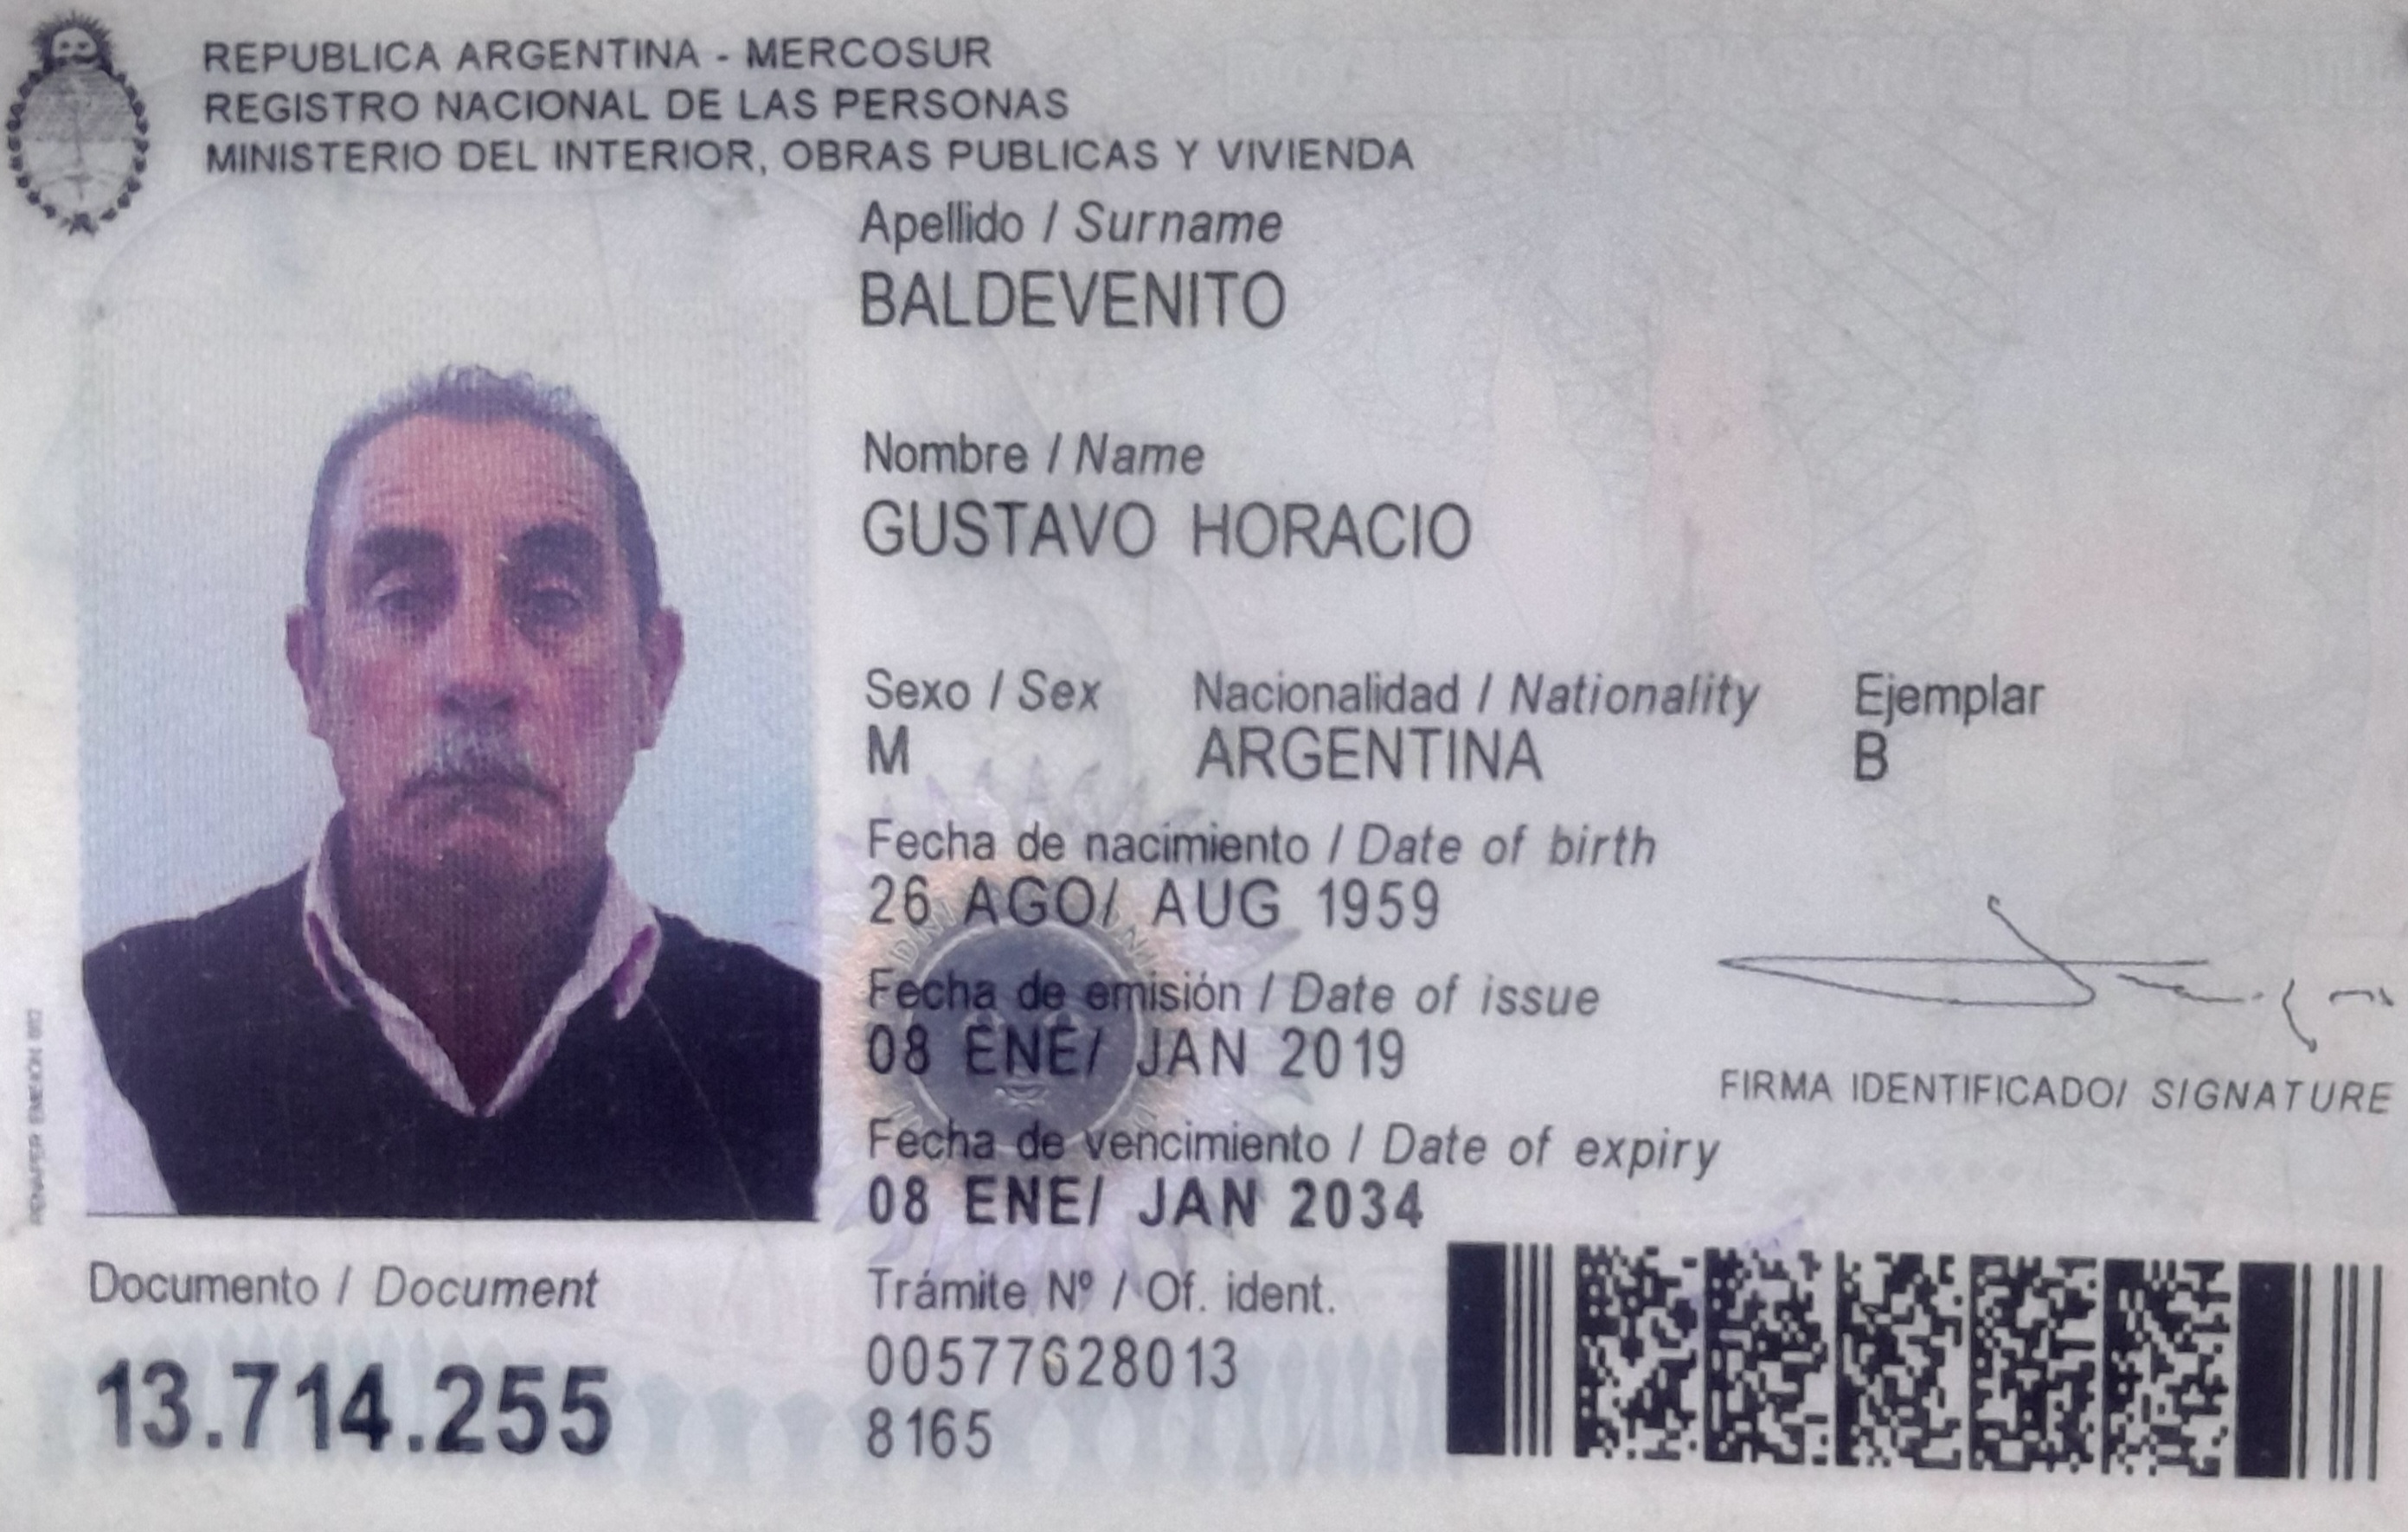 REPUBLICA ARGENTINA - MERCOSUR
REGISTRO NACIONAL DE LAS PERSONAS
MINISTERIO DEL INTERIOR, OBRAS PUBLICAS Y VIVIENDA
Apellido / Surname
BALDEVENITO
Nombre / Name
GUSTAVO HORACIO
Sexo / Sex Nacionalidad / Nationality Ejemplar
M ARGENTINA B
Fecha de nacimiento / Date of birth
26 AGO/ AUG 1959
Fecha de emisión / Date of issue
08 ENE/ JAN 2019
FIRMA IDENTIFICADO/ SIGNATURE
Fecha de vencimiento / Date of expiry
08 ENE/ JAN 2034
Documento / Document
13.714.255
Trámite Nº / Of. ident.
00577628013
8165